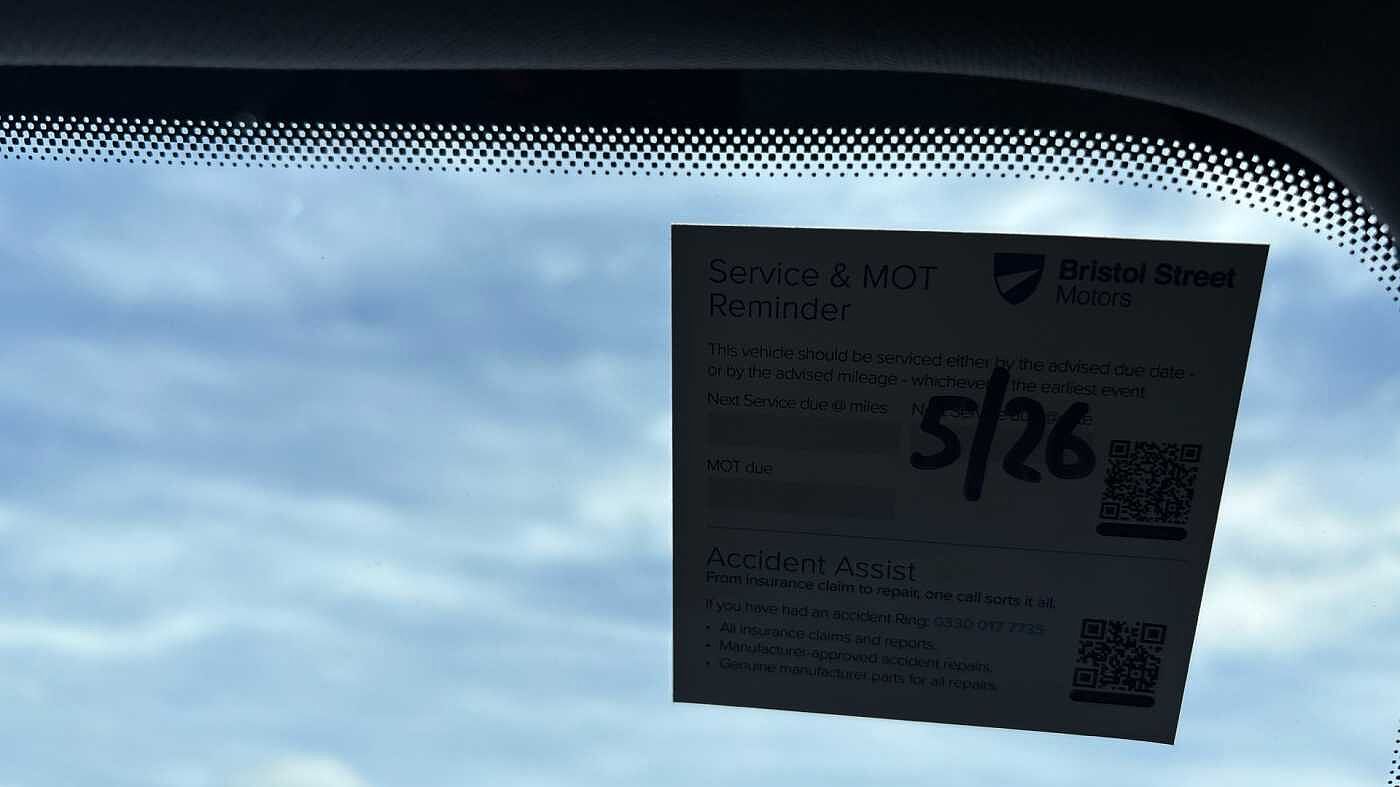 Service & MOT
Reminder
Bristol Street
Motors
This vehicle should be serviced either by the advised due date -
or by the advised mileage - whichever the earliest event
Next Service due @ miles
5/26
MOT due
Accident Assist
From insurance claim to repair, one call sorts it all.
If you have had an accident Ring: 0330 017 7735
• All insurance claims and reports.
• Manufacturer-approved accident repairs.
• Genuine manufacturer parts for all repairs.